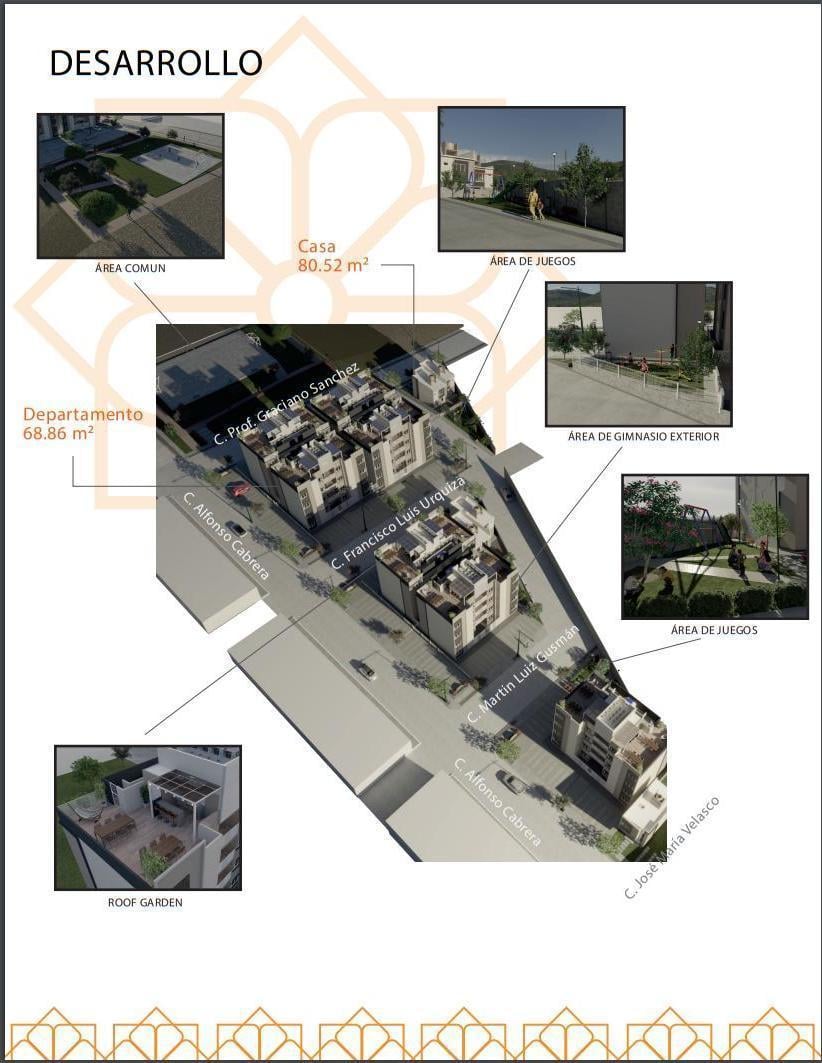 DESARROLLO
ÁREA COMUN
Casa
80.52 m²
ÁREA DE JUEGOS
Departamento
68.86 m²
C. Prof. Graciano Sanchez
ÁREA DE GIMNASIO EXTERIOR
C. Alfonso Cabrera
C. Francisco Luis Urquiza
ÁREA DE JUEGOS
C. Martín Luiz Gusmán
C. Alfonso Cabrera
C. José María Velasco
ROOF GARDEN